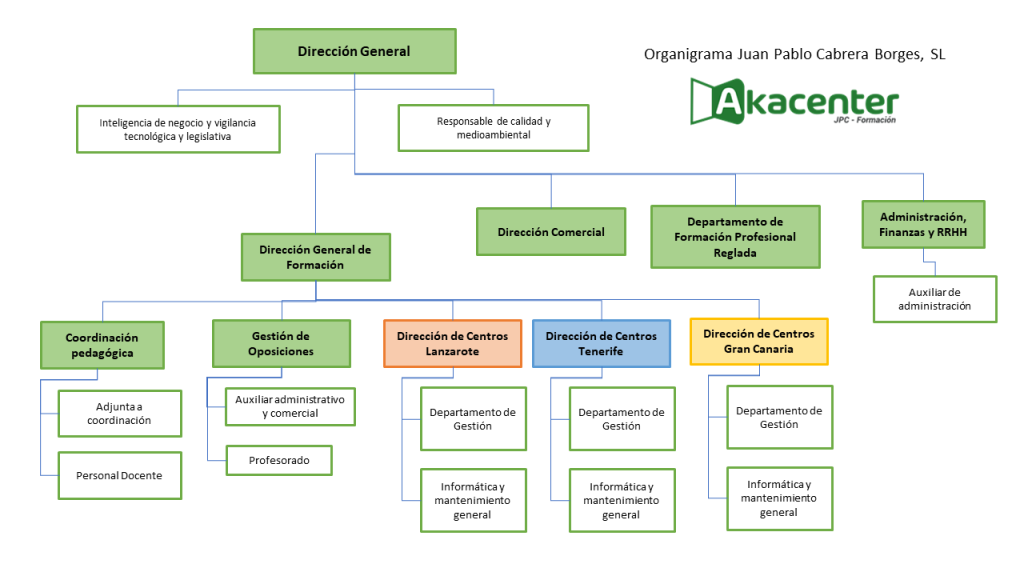 Dirección General
Organigrama Juan Pablo Cabrera Borges, SL
Akacenter
JPC - Formación
Inteligencia de negocio y vigilancia
tecnológica y legislativa
Responsable de calidad y
medioambiental
Dirección General de
Formación
Dirección Comercial
Departamento de
Formación Profesional
Reglada
Administración,
Finanzas y RRHH
Auxiliar de
administración
Coordinación
pedagógica
Gestión de
Oposiciones
Dirección de Centros
Lanzarote
Dirección de Centros
Tenerife
Dirección de Centros
Gran Canaria
Adjunta a
coordinación
Personal Docente
Auxiliar administrativo
y comercial
Profesorado
Departamento de
Gestión
Informática y
mantenimiento
general
Departamento de
Gestión
Informática y
mantenimiento
general
Departamento de
Gestión
Informática y
mantenimiento
general